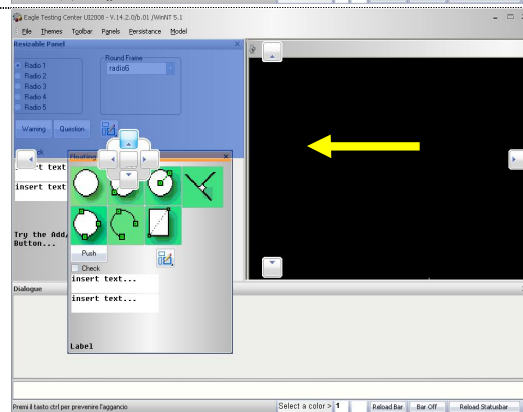 Eagle Testing Center UI2008 - V.14.2.0/b.01 /WinNT 5.1
File Themes Toolbar Panels Persistance Model
Resizable Panel
Radio 1
Radio 2
Radio 3
Radio 4
Radio 5
Round Frame
radio6
Warning Question
Floating
insert text
Try the Add/
Button...
Push
Check
insert text...
insert text...
Label
Dialogue
Premi il tasto ctrl per prevenire l'aggancio
Select a color > 1 Reload Bar Bar Off Reload Statusbar